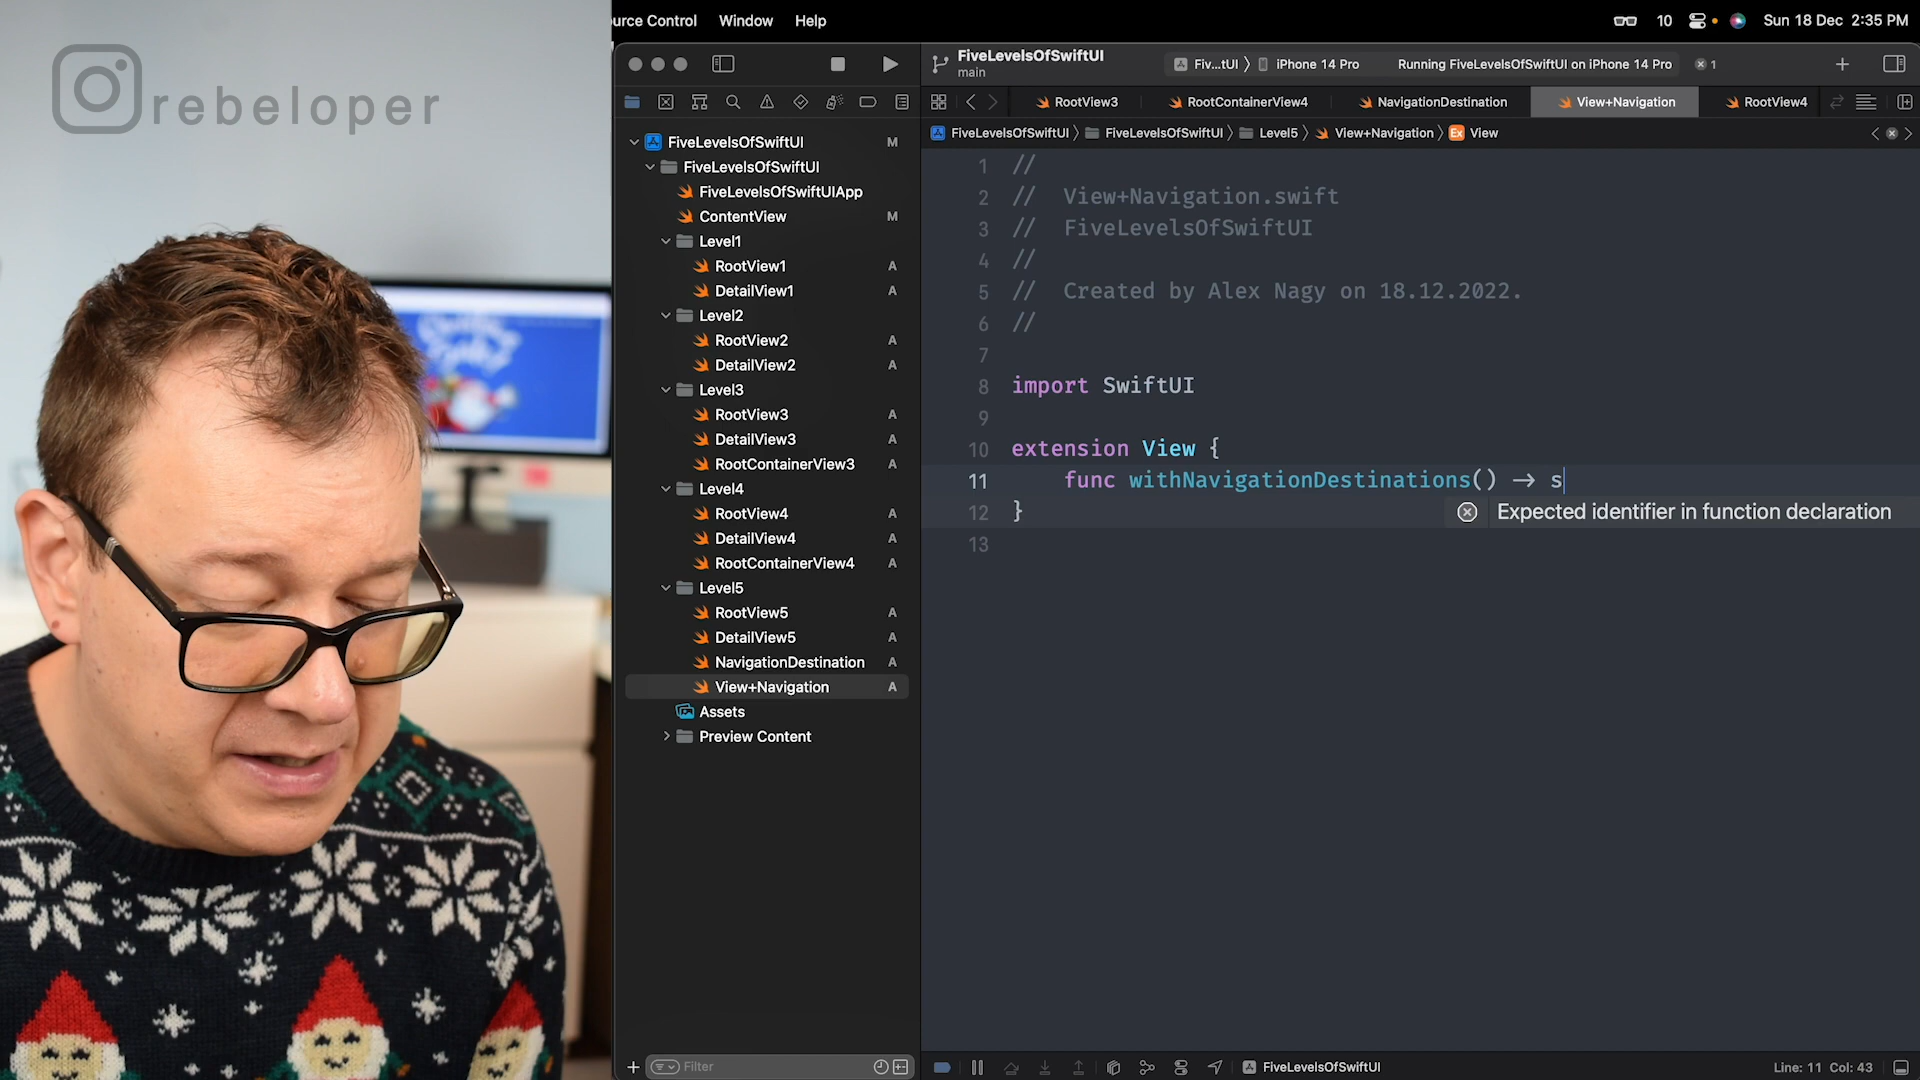 rebeloper
urce Control Window Help
10 Sun 18 Dec 2:35 PM
FiveLevelsOfSwiftUI
main
Fiv...tUI iPhone 14 Pro Running FiveLevelsOfSwiftUI on iPhone 14 Pro 1
RootView3 RootContainerView4 NavigationDestination View+Navigation RootView4
FiveLevelsOfSwiftUI FiveLevelsOfSwiftUI Level5 View+Navigation Ex View
FiveLevelsOfSwiftUI M
FiveLevelsOfSwiftUI
FiveLevelsOfSwiftUIApp
ContentView M
Level1
RootView1 A
DetailView1 A
Level2
RootView2 A
DetailView2 A
Level3
RootView3 A
DetailView3 A
RootContainerView3 A
Level4
RootView4 A
DetailView4 A
RootContainerView4 A
Level5
RootView5 A
DetailView5 A
NavigationDestination A
View+Navigation A
Assets
Preview Content
Filter
1 //
2 // View+Navigation.swift
3 // FiveLevelsOfSwiftUI
4 //
5 // Created by Alex Nagy on 18.12.2022.
6 //
7
8 import SwiftUI
9
10 extension View {
11 func withNavigationDestinations() -> s
12 } Expected identifier in function declaration
13
FiveLevelsOfSwiftUI
Line: 11 Col: 43